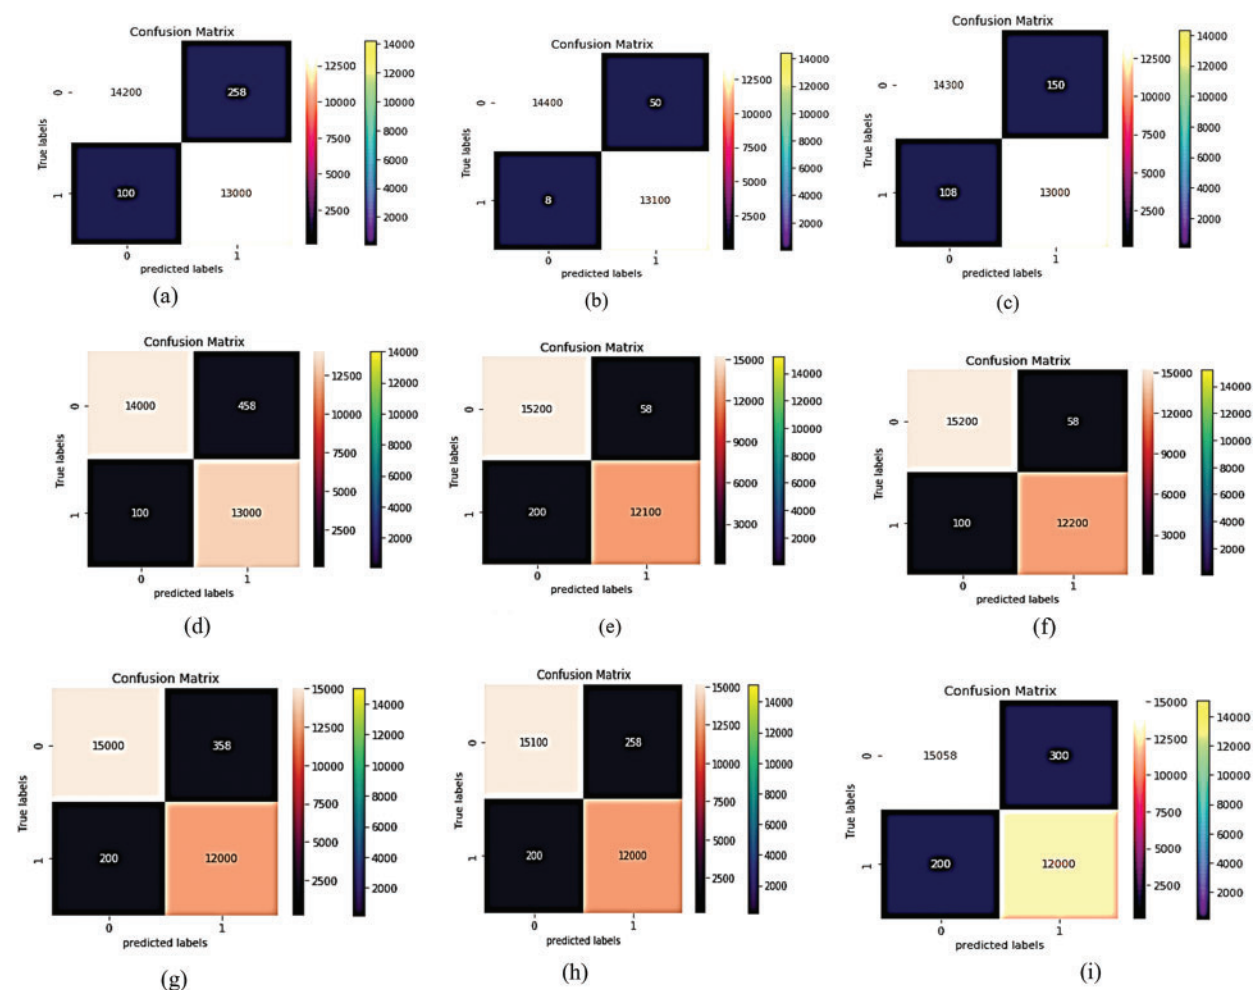 Confusion Matrix
14200 258
100 13000
0 1
0 1
True labels
predicted labels
12500 10000 7500 5000 2500
14000 12000 10000 8000 6000 4000 2000
(a)
Confusion Matrix
14400 50
8 13100
0 1
0 1
True labels
predicted labels
12500 10000 7500 5000 2500
14000 12000 10000 8000 6000 4000 2000
(b)
Confusion Matrix
14300 150
108 13000
0 1
0 1
True labels
predicted labels
12500 10000 7500 5000 2500
14000 12000 10000 8000 6000 4000 2000
(c)
Confusion Matrix
14000 458
100 13000
0 1
0 1
True labels
predicted labels
12500 10000 7500 5000 2500
14000 12000 10000 8000 6000 4000 2000
(d)
Confusion Matrix
15200 58
200 12100
0 1
0 1
True labels
predicted labels
15000 12000 9000 6000 3000
14000 12000 10000 8000 6000 4000 2000
(e)
Confusion Matrix
15200 58
100 12200
0 1
0 1
True labels
predicted labels
15000 12000 9000 6000 3000
14000 12000 10000 8000 6000 4000 2000
(f)
Confusion Matrix
15000 358
200 12000
0 1
0 1
True labels
predicted labels
15000 12500 10000 7500 5000 2500
14000 12000 10000 8000 6000 4000 2000
(g)
Confusion Matrix
15100 258
200 12000
0 1
0 1
True labels
predicted labels
15000 12500 10000 7500 5000 2500
14000 12000 10000 8000 6000 4000 2000
(h)
Confusion Matrix
15058 300
200 12000
0 1
0 1
True labels
predicted labels
15000 12500 10000 7500 5000 2500
14000 12000 10000 8000 6000 4000 2000
(i)